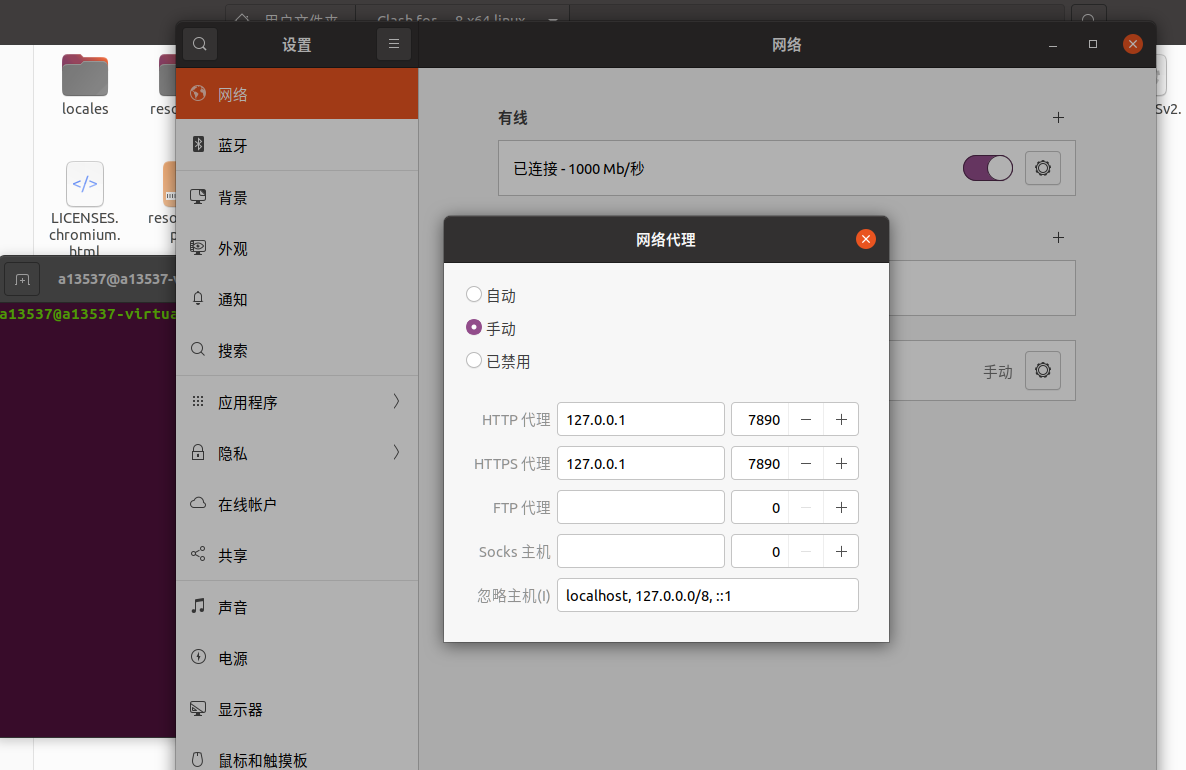 用户文件夹
Clash for
8 x64 linux
设置
网络
locales
LICENSES.
chromium.
html
a13537@a13537-
a13537@a13537-virtua
网络
蓝牙
背景
外观
通知
搜索
应用程序
隐私
在线帐户
共享
声音
电源
显示器
鼠标和触摸板
有线
已连接 - 1000 Mb/秒
手动
网络代理
自动
手动
已禁用
HTTP 代理 127.0.0.1 7890 − +
HTTPS 代理 127.0.0.1 7890 − +
FTP 代理 0 − +
Socks 主机 0 − +
忽略主机(I) localhost, 127.0.0.0/8, ::1